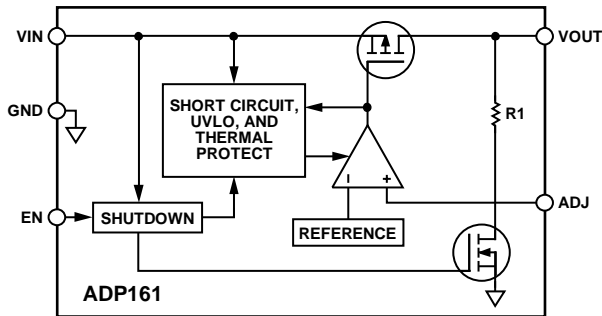 VIN
VOUT
GND
SHORT CIRCUIT,
UVLO, AND
THERMAL
PROTECT
R1
EN
SHUTDOWN
REFERENCE
ADJ
ADP161